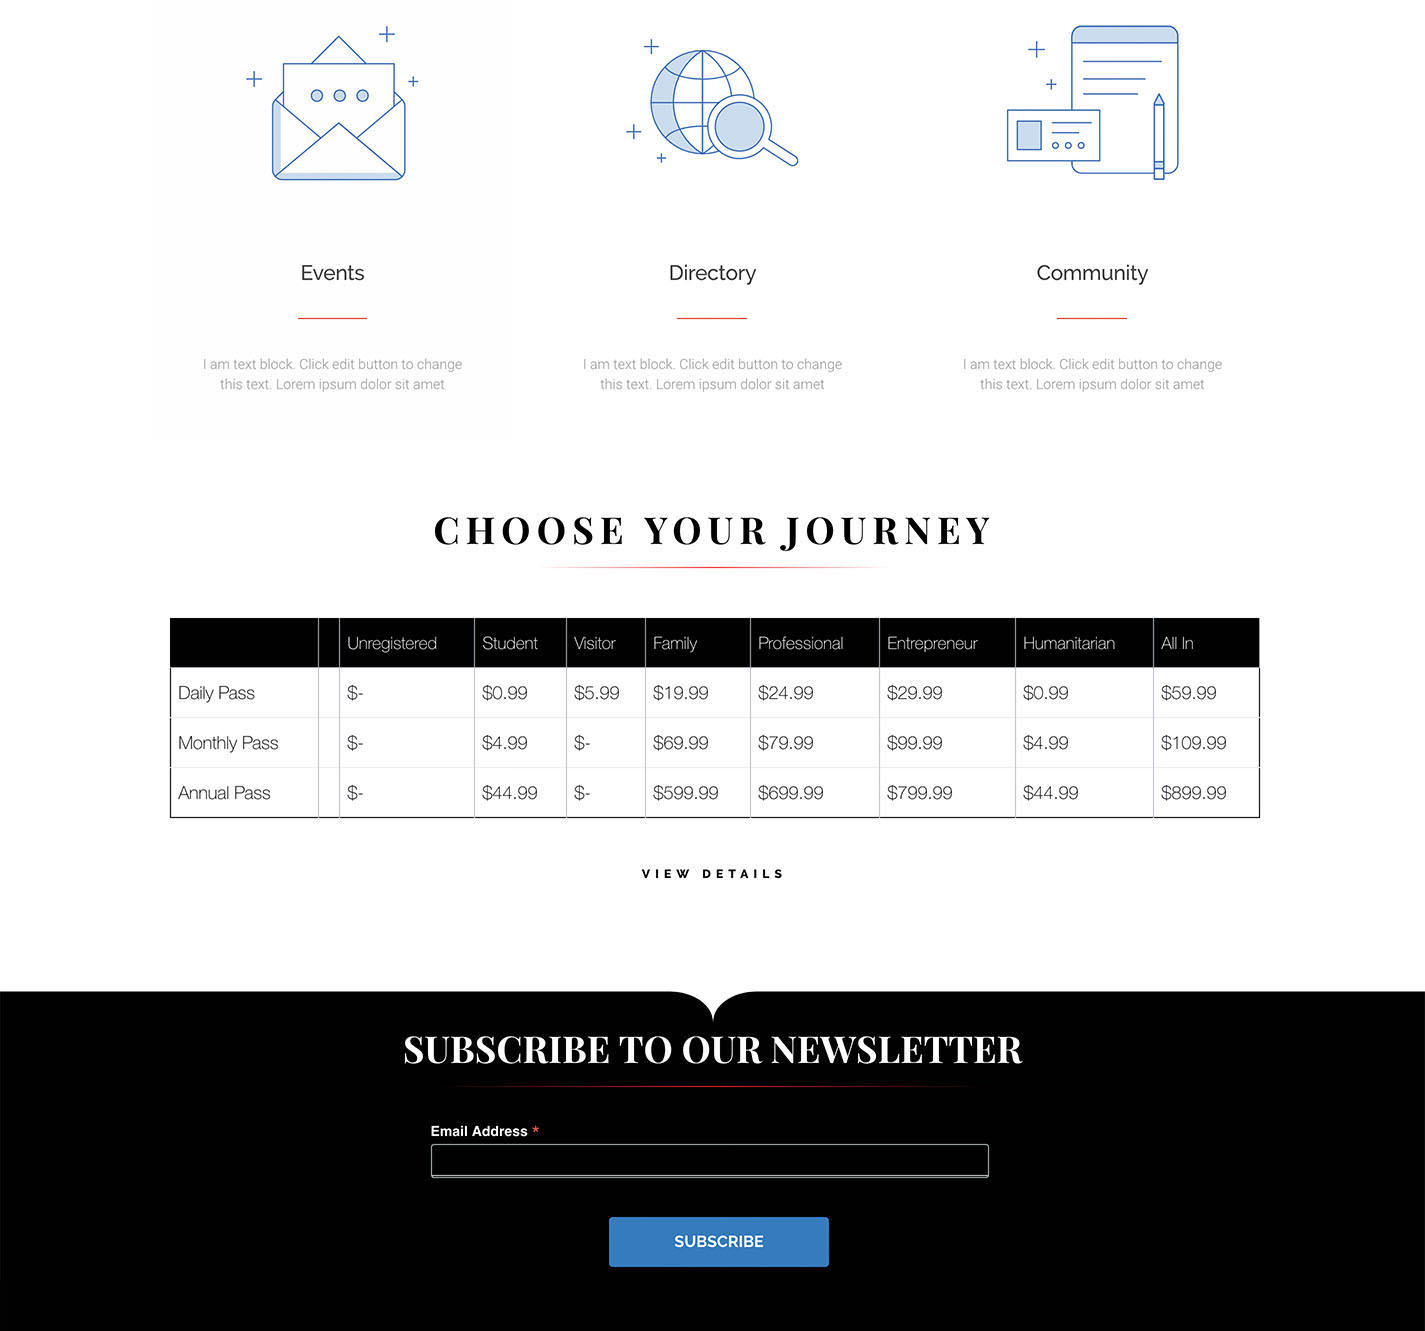 Events
Directory
Community
I am text block. Click edit button to change
this text. Lorem ipsum dolor sit amet
I am text block. Click edit button to change
this text. Lorem ipsum dolor sit amet
I am text block. Click edit button to change
this text. Lorem ipsum dolor sit amet
CHOOSE YOUR JOURNEY
Unregistered Student Visitor Family Professional Entrepreneur Humanitarian All In
Daily Pass $- $0.99 $5.99 $19.99 $24.99 $29.99 $0.99 $59.99
Monthly Pass $- $4.99 $- $69.99 $79.99 $99.99 $4.99 $109.99
Annual Pass $- $44.99 $- $599.99 $699.99 $799.99 $44.99 $899.99
VIEW DETAILS
SUBSCRIBE TO OUR NEWSLETTER
Email Address *
SUBSCRIBE